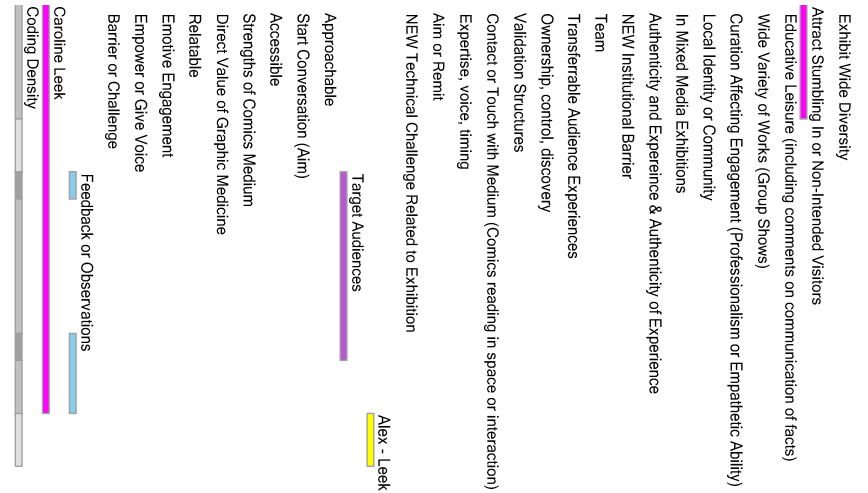 Exhibit Wide Diversity
Attract Stumbling In or Non-Intended Visitors
Educative Leisure (including comments on communication of facts)
Wide Variety of Works (Group Shows)
Curation Affecting Engagement (Professionalism or Empathetic Ability)
Local Identity or Community
In Mixed Media Exhibitions
Authenticity and Expereince & Authenticity of Experience
NEW Institutional Barrier
Team
Transferrable Audience Experiences
Ownership, control, discovery
Validation Structures
Contact or Touch with Medium (Comics reading in space or interaction)
Expertise, voice, timing
Aim or Remit
NEW Technical Challenge Related to Exhibition
Alex - Leek
Target Audiences
Approachable
Start Conversation (Aim)
Accessible
Strengths of Comics Medium
Direct Value of Graphic Medicine
Relatable
Emotive Engagement
Empower or Give Voice
Barrier or Challenge
Feedback or Observations
Caroline Leek
Coding Density